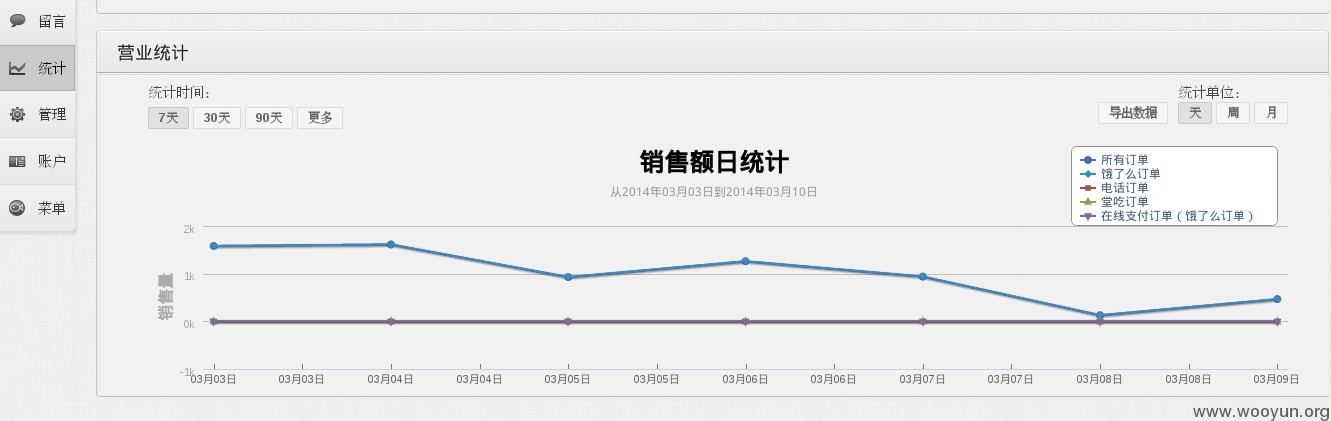 留言
统计
管理
账户
菜单
营业统计
统计时间：
7天 30天 90天 更多
统计单位：
导出数据 天 周 月
销售额日统计
从2014年03月03日到2014年03月10日
所有订单
饿了么订单
电话订单
堂吃订单
在线支付订单（饿了么订单）
销售量
2k
1k
0k
-1k
03月03日 03月03日 03月04日 03月04日 03月05日 03月05日 03月06日 03月06日 03月07日 03月07日 03月08日 03月08日 03月09日
www.wooyun.org